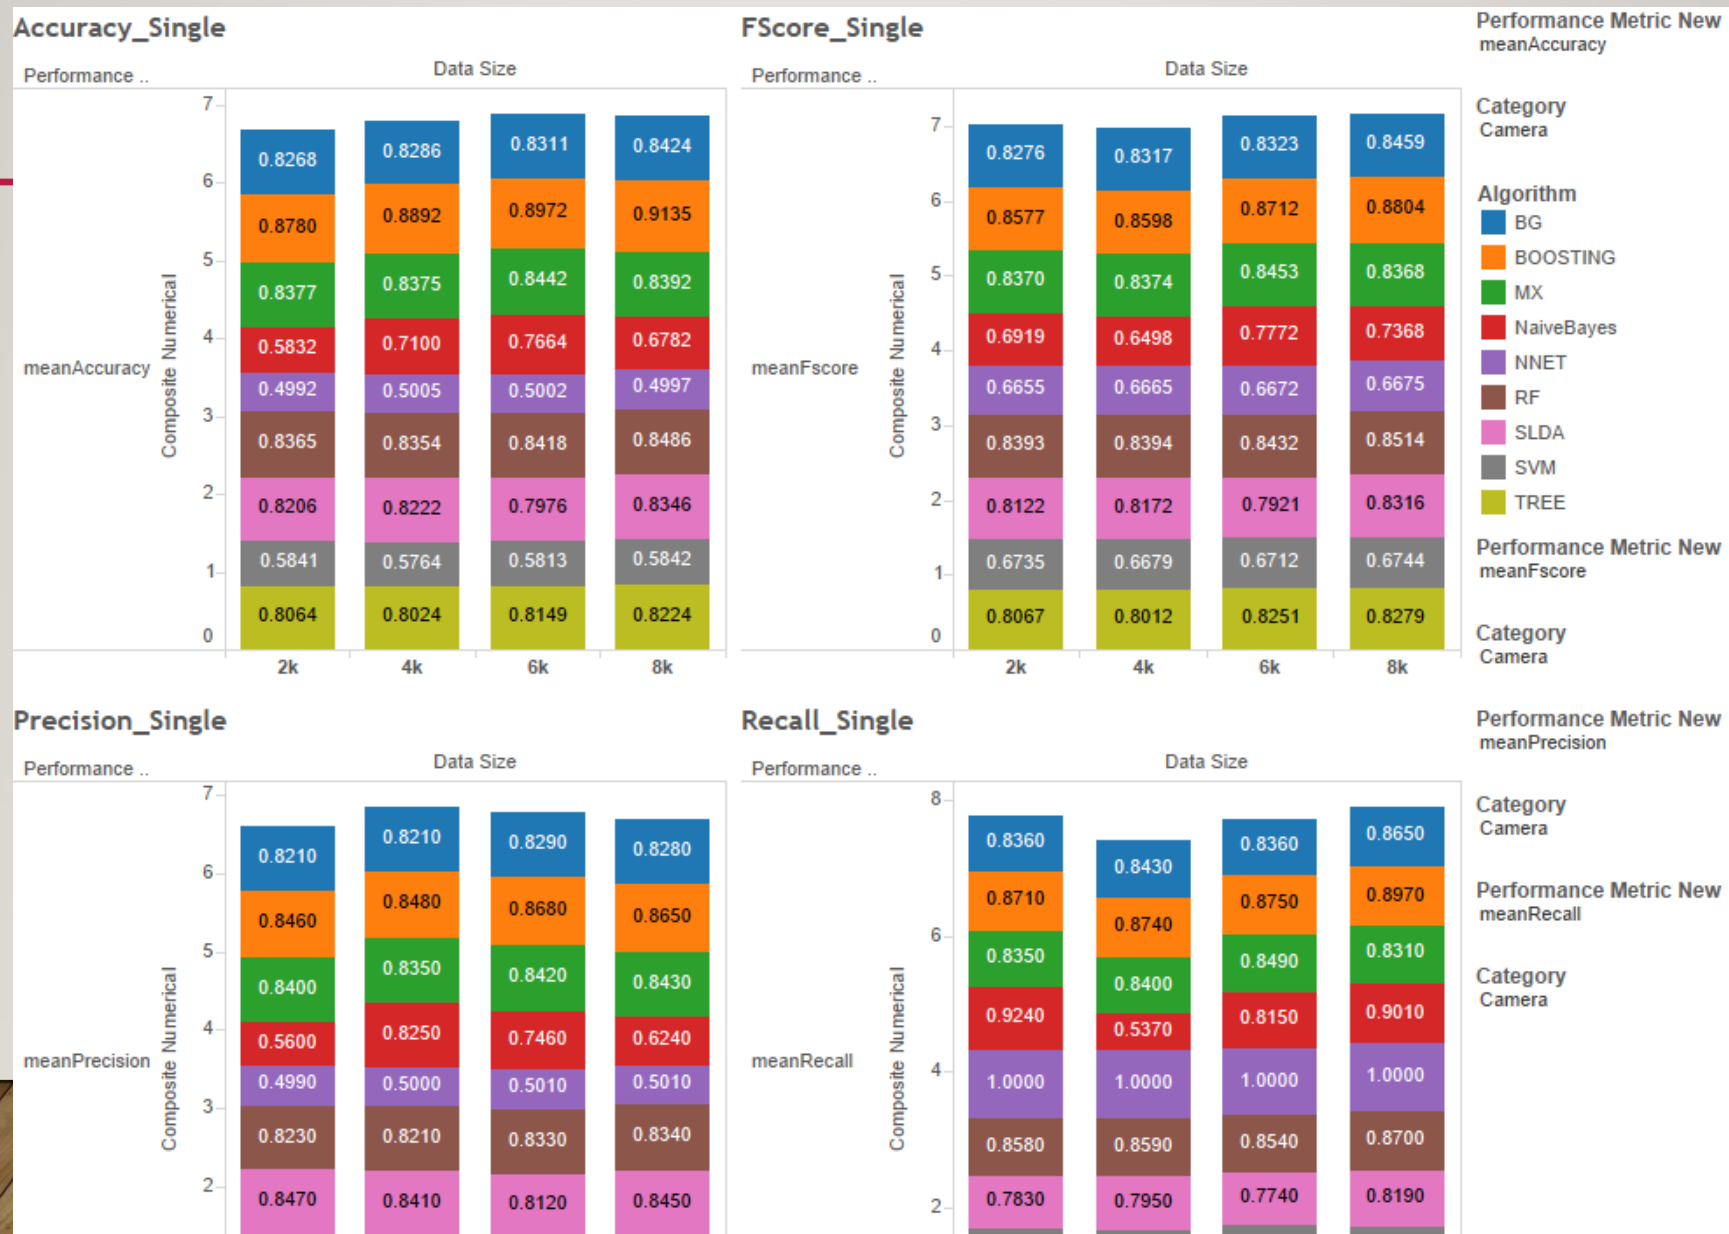 Accuracy_Single
Performance ..
Data Size
Composite Numerical
meanAccuracy
7
6
5
4
3
2
1
0
0.8268 0.8286 0.8311 0.8424
0.8780 0.8892 0.8972 0.9135
0.8377 0.8375 0.8442 0.8392
0.5832 0.7100 0.7664 0.6782
0.4992 0.5005 0.5002 0.4997
0.8365 0.8354 0.8418 0.8486
0.8206 0.8222 0.7976 0.8346
0.5841 0.5764 0.5813 0.5842
0.8064 0.8024 0.8149 0.8224
2k 4k 6k 8k
FScore_Single
Performance ..
Data Size
Composite Numerical
meanFscore
7
6
5
4
3
2
1
0
0.8276 0.8317 0.8323 0.8459
0.8577 0.8598 0.8712 0.8804
0.8370 0.8374 0.8453 0.8368
0.6919 0.6498 0.7772 0.7368
0.6655 0.6665 0.6672 0.6675
0.8393 0.8394 0.8432 0.8514
0.8122 0.8172 0.7921 0.8316
0.6735 0.6679 0.6712 0.6744
0.8067 0.8012 0.8251 0.8279
2k 4k 6k 8k
Performance Metric New
meanAccuracy
Category
Camera
Algorithm
BG
BOOSTING
MX
NaiveBayes
NNET
RF
SLDA
SVM
TREE
Performance Metric New
meanFscore
Category
Camera
Precision_Single
Performance ..
Data Size
Composite Numerical
meanPrecision
7
6
5
4
3
2
0.8210 0.8210 0.8290 0.8280
0.8460 0.8480 0.8680 0.8650
0.8400 0.8350 0.8420 0.8430
0.5600 0.8250 0.7460 0.6240
0.4990 0.5000 0.5010 0.5010
0.8230 0.8210 0.8330 0.8340
0.8470 0.8410 0.8120 0.8450
Recall_Single
Performance ..
Data Size
Composite Numerical
meanRecall
8
6
4
2
0.8360 0.8430 0.8360 0.8650
0.8710 0.8740 0.8750 0.8970
0.8350 0.8400 0.8490 0.8310
0.9240 0.5370 0.8150 0.9010
1.0000 1.0000 1.0000 1.0000
0.8580 0.8590 0.8540 0.8700
0.7830 0.7950 0.7740 0.8190
Performance Metric New
meanPrecision
Category
Camera
Performance Metric New
meanRecall
Category
Camera